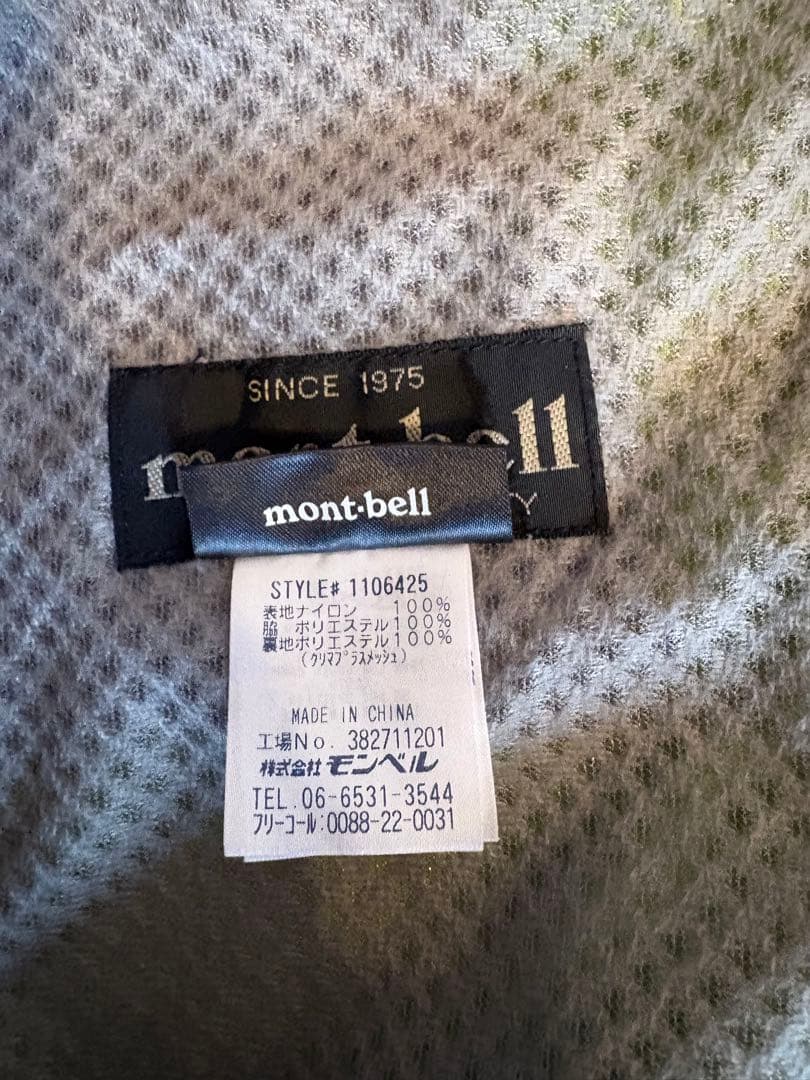 SINCE 1975
mont-bell
mont-bell
STYLE# 1106425
表地ナイロン 100%
脇 ポリエステル100%
裏地ポリエステル100%
(クリマプラスメッシュ)
MADE IN CHINA
工場No. 382711201
株式会社 モンベル
TEL.06-6531-3544
フリーコール:0088-22-0031